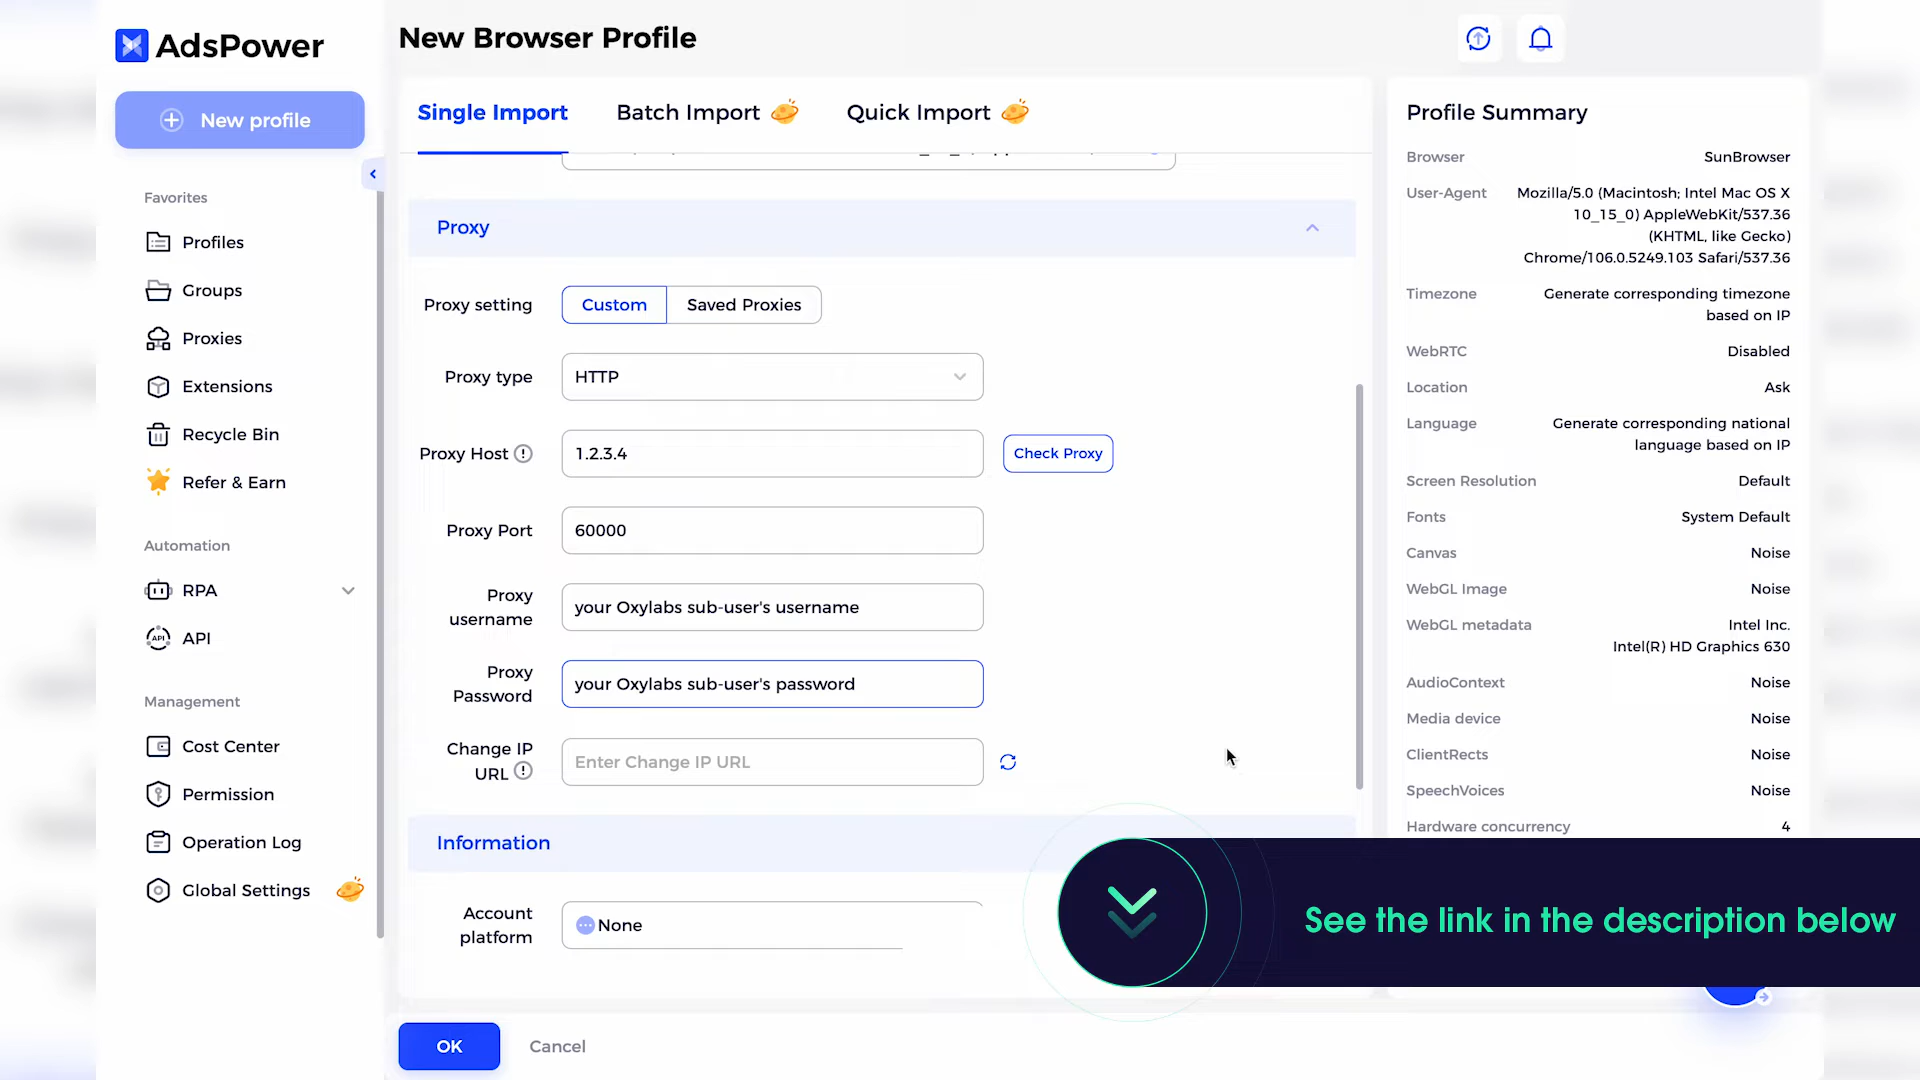 AdsPower
New profile
Favorites
Profiles
Groups
Proxies
Extensions
Recycle Bin
Refer & Earn
Automation
RPA
API
API
Management
Cost Center
Permission
Operation Log
Global Settings
New Browser Profile
Single Import
Batch Import
Quick Import
Proxy
Proxy setting
Custom
Saved Proxies
Proxy type
HTTP
Proxy Host
1.2.3.4
Check Proxy
Proxy Port
60000
Proxy
username
your Oxylabs sub-user's username
Proxy
Password
your Oxylabs sub-user's password
Change IP
URL
Enter Change IP URL
Information
Account
platform
None
OK
Cancel
Profile Summary
Browser
SunBrowser
User-Agent
Mozilla/5.0 (Macintosh; Intel Mac OS X
10_15_0) AppleWebKit/537.36
(KHTML, like Gecko)
Chrome/106.0.5249.103 Safari/537.36
Timezone
Generate corresponding timezone
based on IP
WebRTC
Disabled
Location
Ask
Language
Generate corresponding national
language based on IP
Screen Resolution
Default
Fonts
System Default
Canvas
Noise
WebGL Image
Noise
WebGL metadata
Intel Inc.
Intel(R) HD Graphics 630
AudioContext
Noise
Media device
Noise
ClientRects
Noise
SpeechVoices
Noise
Hardware concurrency
4
See the link in the description below